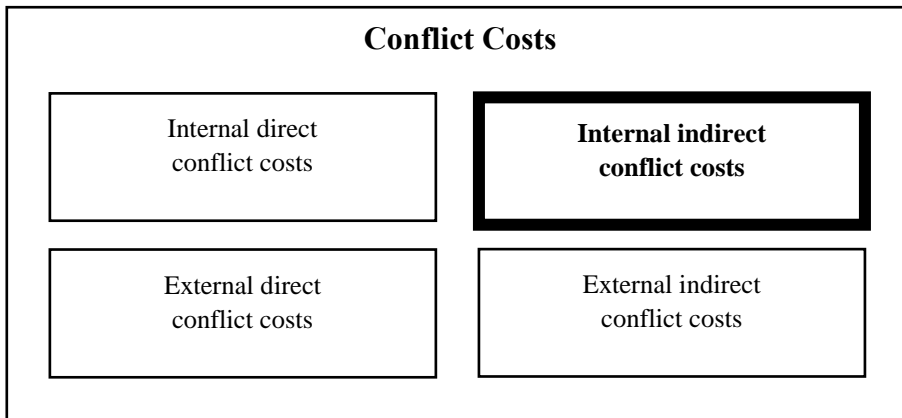 Conflict Costs
Internal direct
conflict costs
Internal indirect
conflict costs
External direct
conflict costs
External indirect
conflict costs